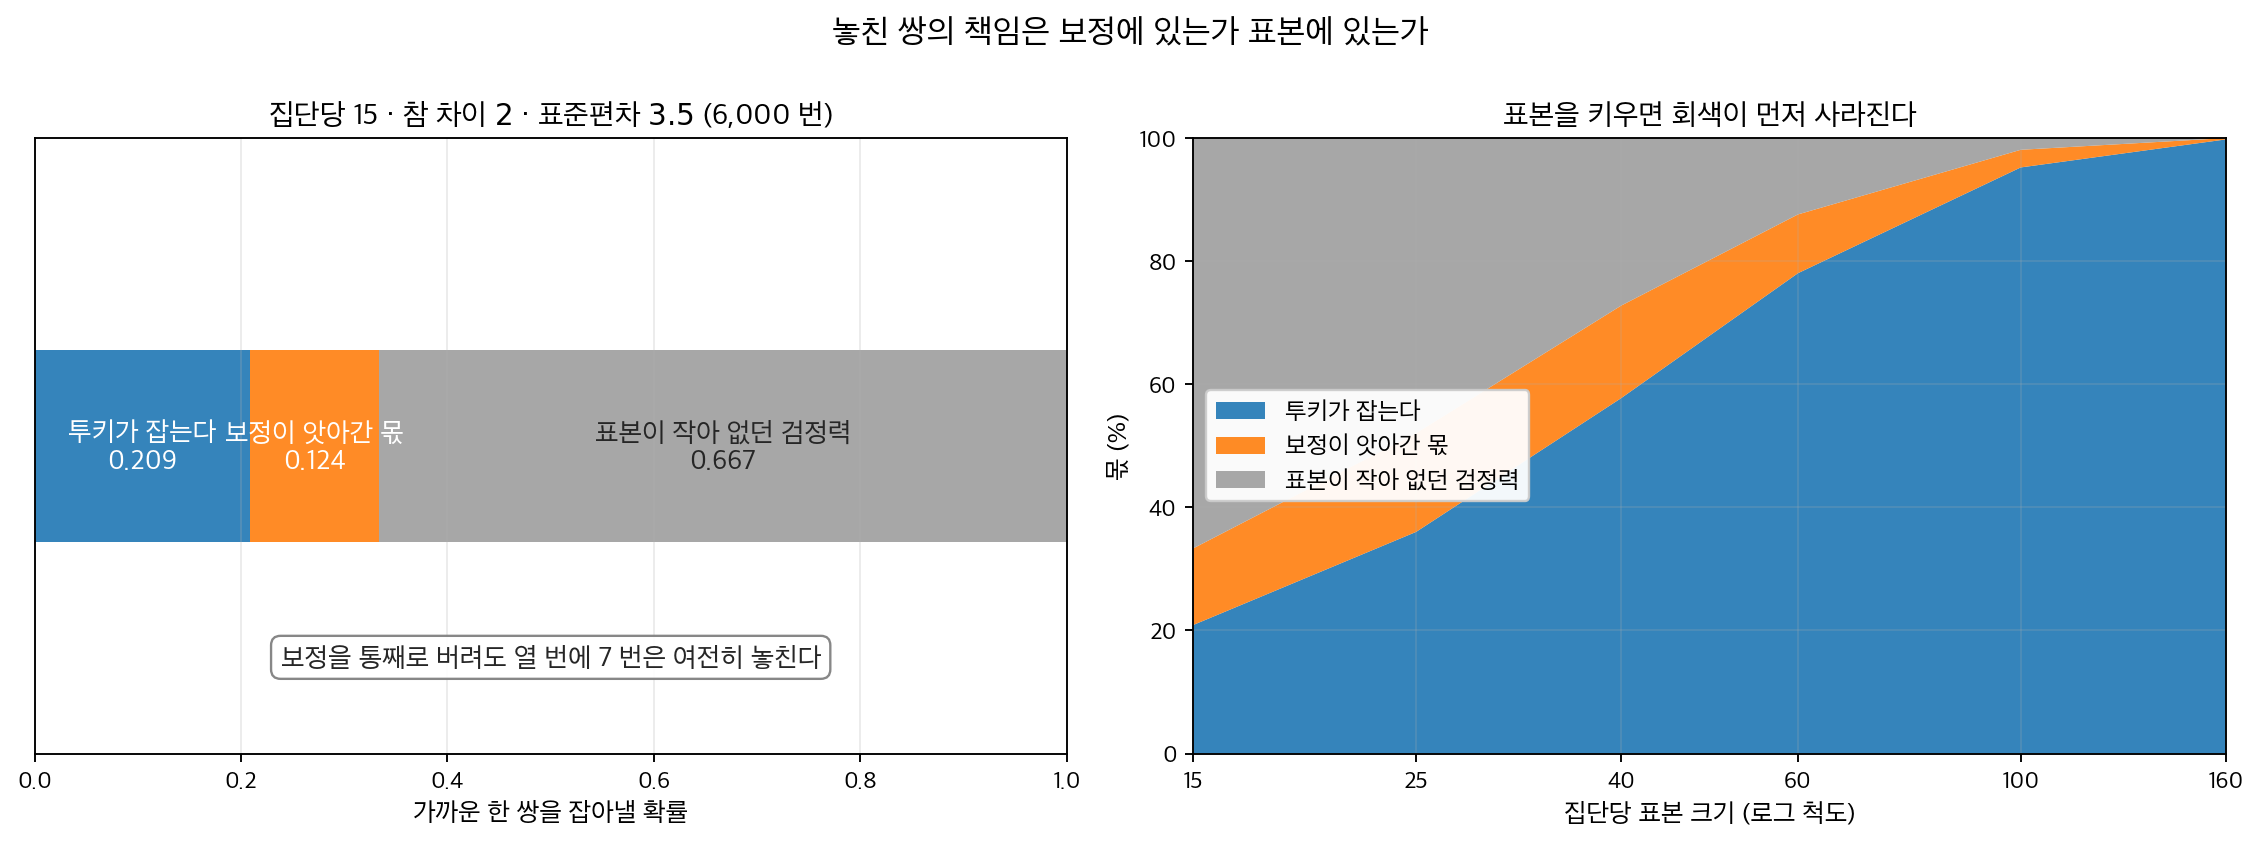 놓친 쌍의 책임은 보정에 있는가 표본에 있는가
집단당 15 · 참 차이 2 · 표준편차 3.5 (6,000 번)
투키가 잡는다
0.209
보정이 앗아간 몫
0.124
표본이 작아 없던 검정력
0.667
보정을 통째로 버려도 열 번에 7 번은 여전히 놓친다
0.0
0.2
0.4
0.6
0.8
1.0
가까운 한 쌍을 잡아낼 확률
표본을 키우면 회색이 먼저 사라진다
100
80
60
40
20
0
몫 (%)
투키가 잡는다
보정이 앗아간 몫
표본이 작아 없던 검정력
15
25
40
60
100
160
집단당 표본 크기 (로그 척도)